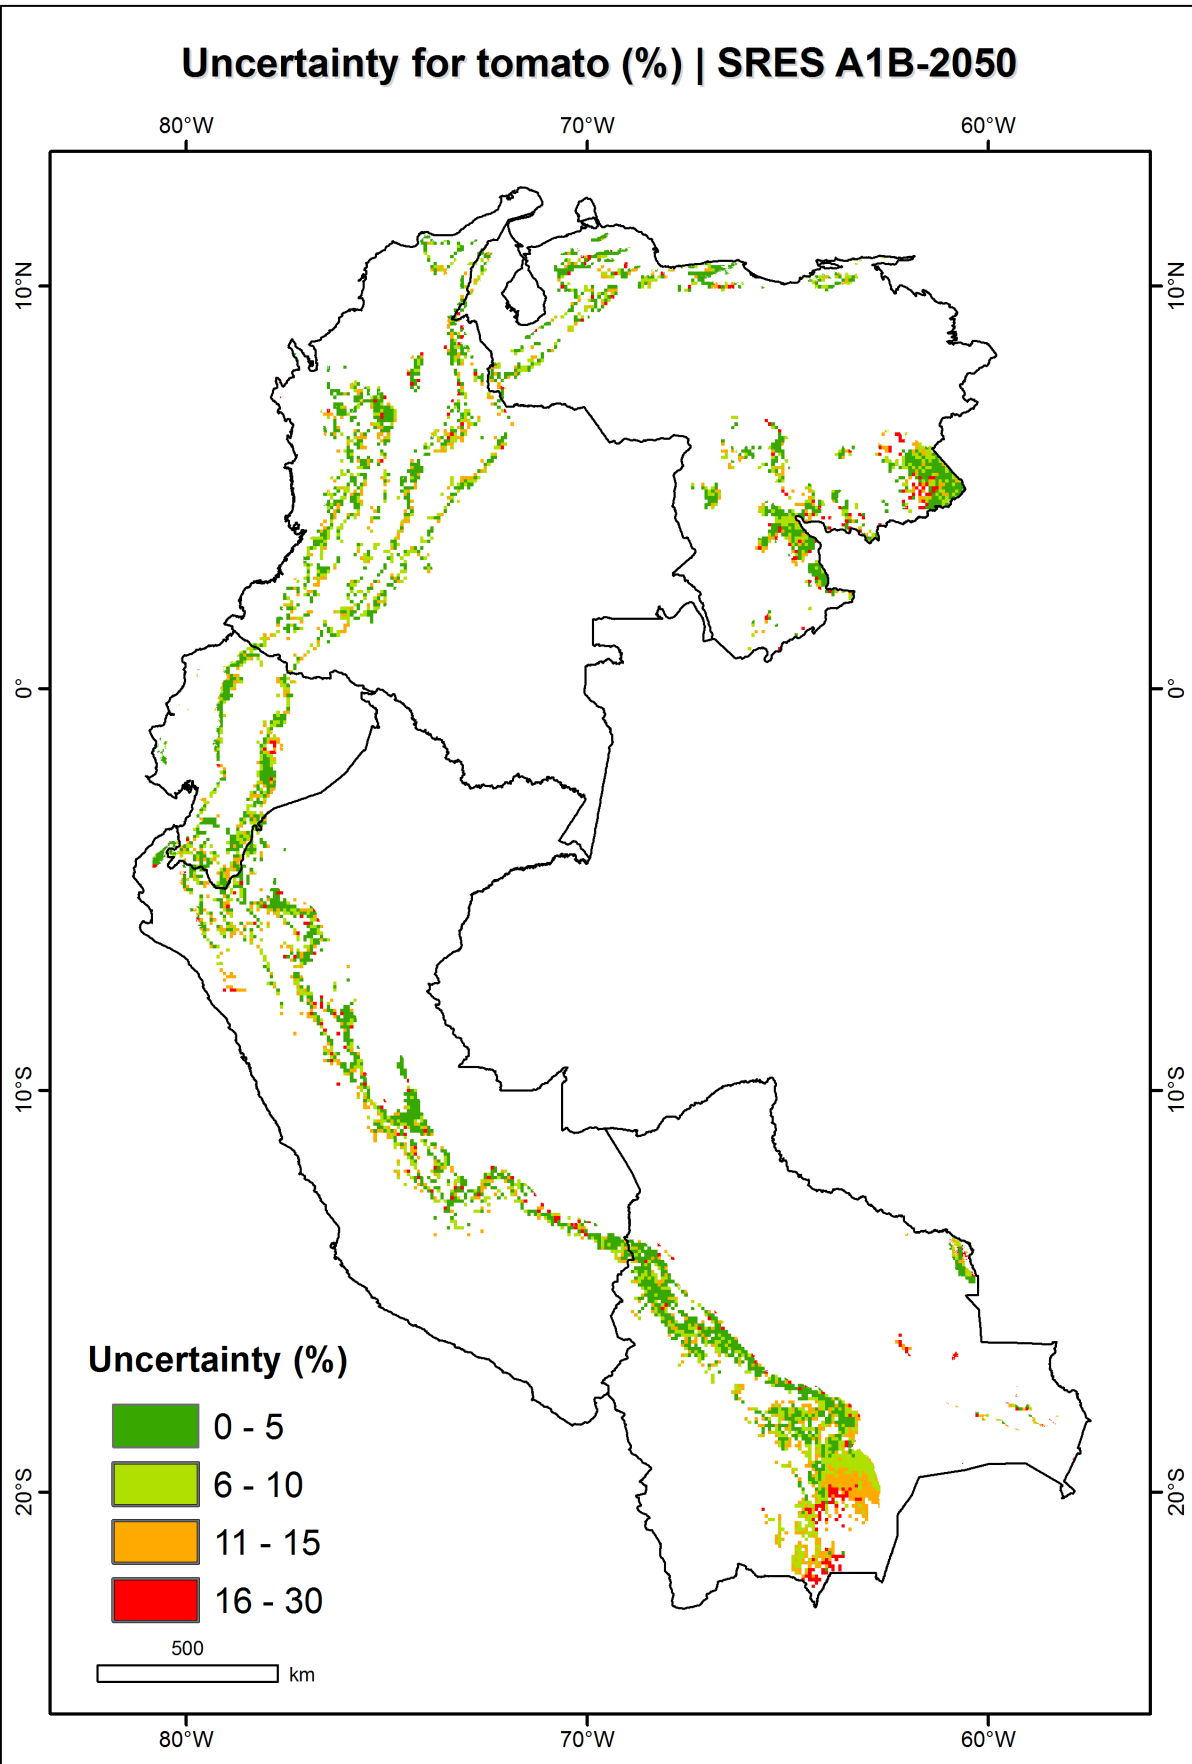 Uncertainty for tomato (%) | SRES A1B-2050
80°W 70°W 60°W
10°N 10°N
0° 0°
10°S 10°S
20°S 20°S
Uncertainty (%)
0 - 5
6 - 10
11 - 15
16 - 30
500
km
80°W 70°W 60°W